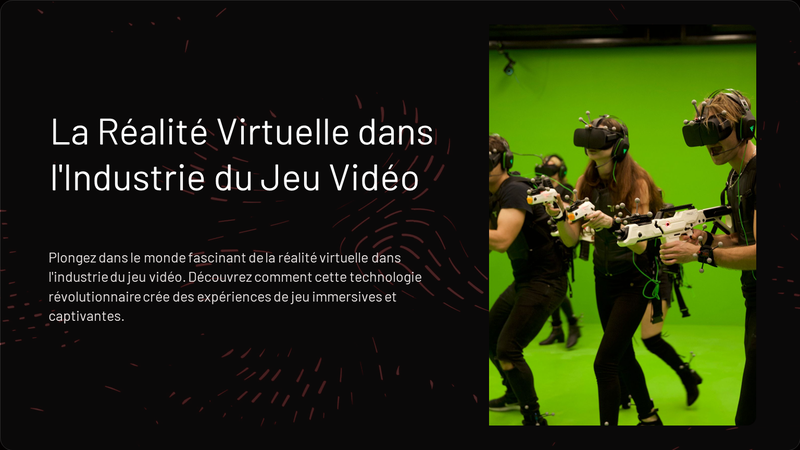 La Réalité Virtuelle dans
l'Industrie du Jeu Vidéo
Plongez dans le monde fascinant de la réalité virtuelle dans
l'industrie du jeu vidéo. Découvrez comment cette technologie
révolutionnaire crée des expériences de jeu immersives et
captivantes.